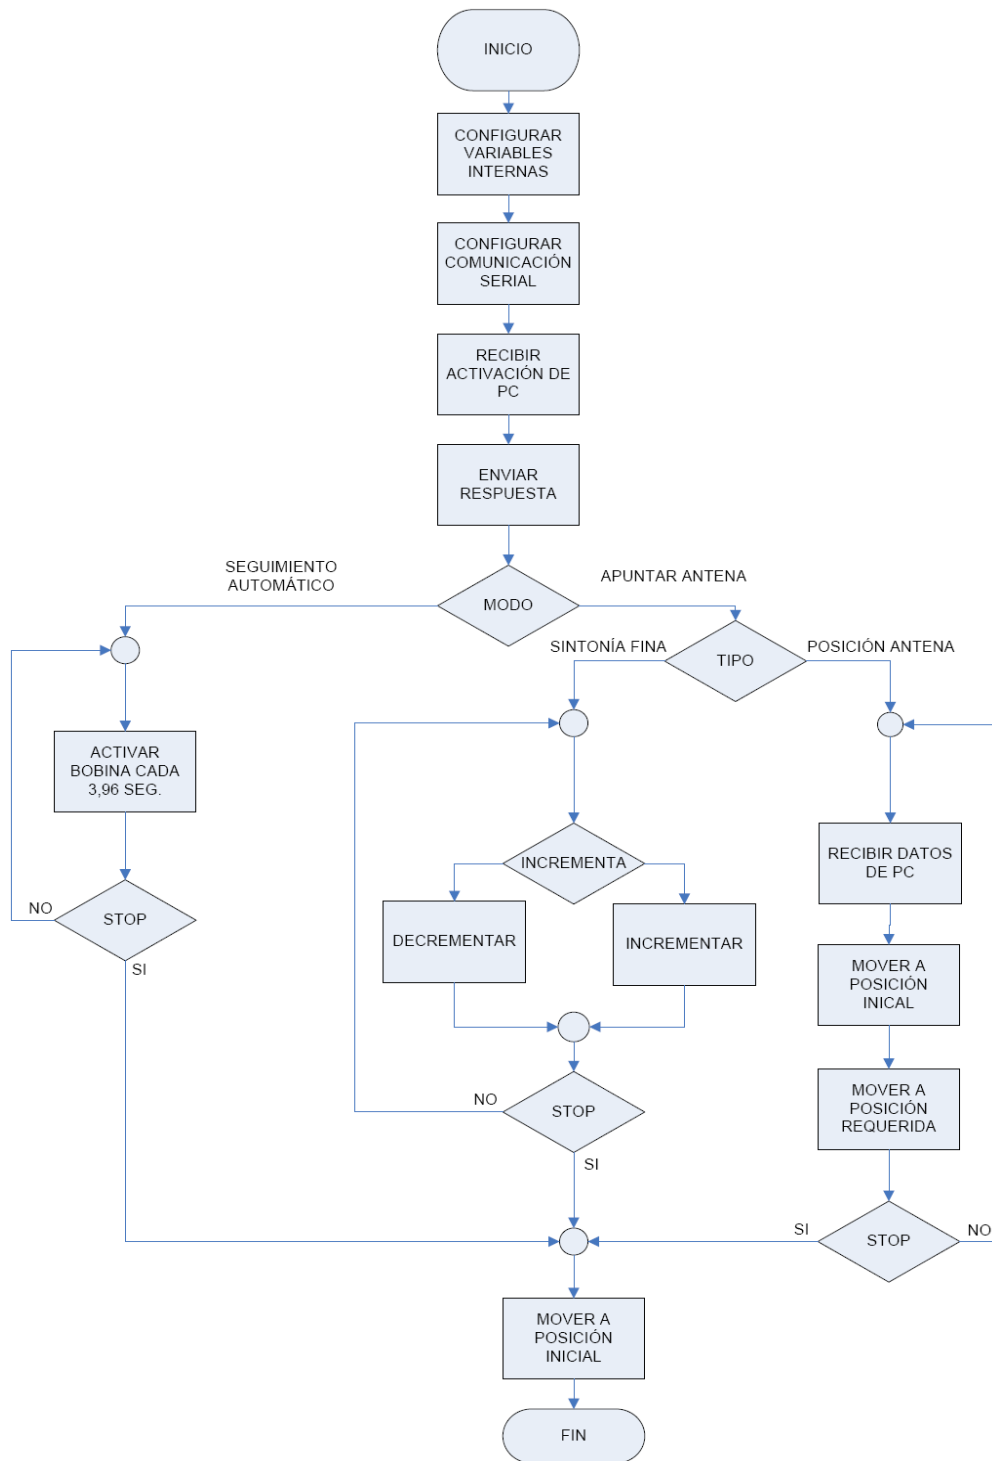 INICIO
CONFIGURAR
VARIABLES
INTERNAS
CONFIGURAR
COMUNICACIÓN
SERIAL
RECIBIR
ACTIVACIÓN DE
PC
ENVIAR
RESPUESTA
SEGUIMIENTO
AUTOMÁTICO
MODO
APUNTAR ANTENA
SINTONÍA FINA
TIPO
POSICIÓN ANTENA
ACTIVAR
BOBINA CADA
3,96 SEG.
NO
STOP
SI
INCREMENTA
DECREMENTAR
INCREMENTAR
NO
STOP
SI
RECIBIR DATOS
DE PC
MOVER A
POSICIÓN
INICAL
MOVER A
POSICIÓN
REQUERIDA
SI
STOP
NO
MOVER A
POSICIÓN
INICIAL
FIN